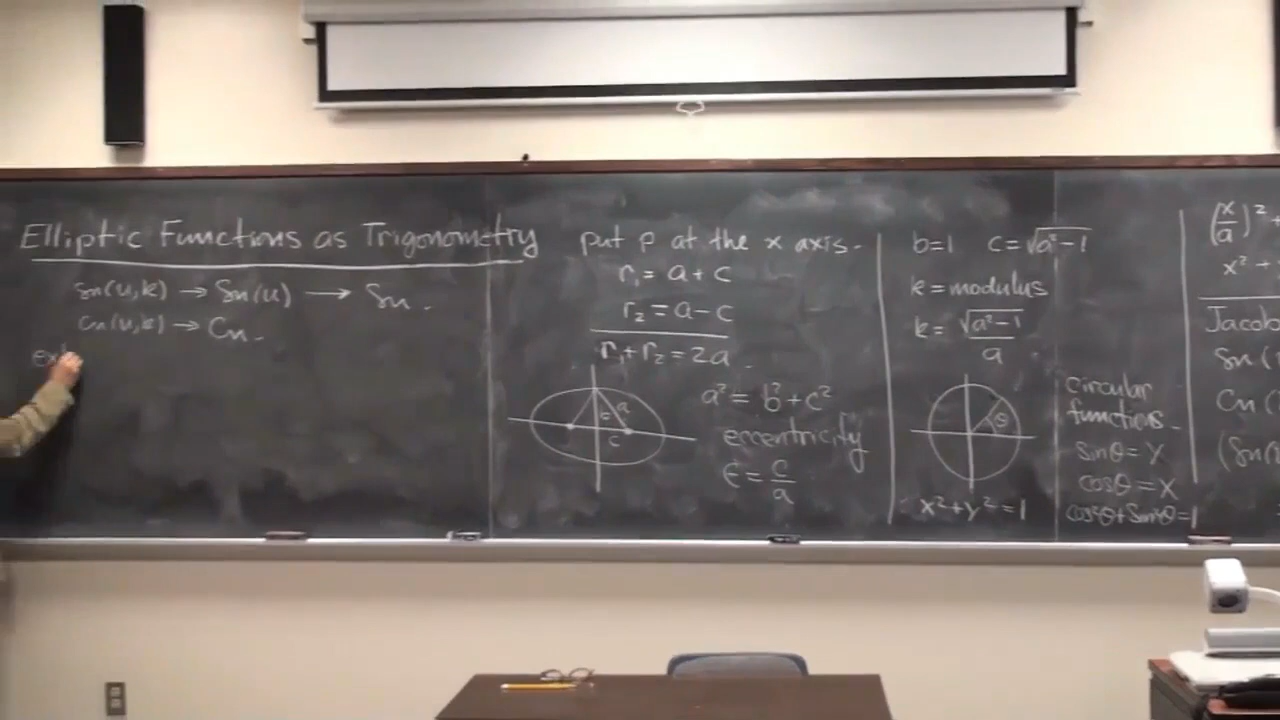 Elliptic Functions as Trigonometry
Sn(u,k) → Sn(u) → Sn.
Cn(u,k) → Cn.
put P at the x axis.
r₁ = a + c
r₂ = a - c
r₁+r₂ = 2a.
a
c
a² = b² + c²
eccentricity
ε = c/a
b=1 c=√(a²-1)
k = modulus
k = √(a²-1)/a
θ
x²+y²=1
circular
functions.
sinθ = y
cosθ = x
cos²θ+Sin²θ=1
(x/a)² +
x² +
Jacob
Sn(
Cn(
(Sn(